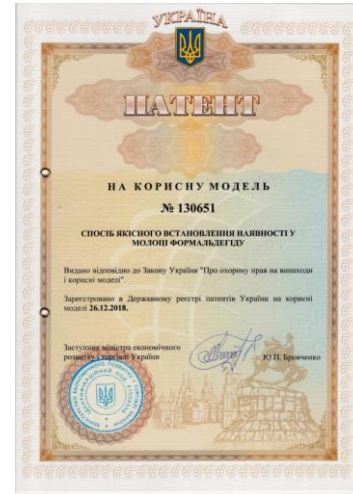 УКРАЇНА
ПАТЕНТ
НА КОРИСНУ МОДЕЛЬ
№ 130651
СПОСІБ ЯКІСНОГО ВСТАНОВЛЕННЯ НАЯВНОСТІ У
МОЛОЦІ ФОРМАЛЬДЕГІДУ
Видано відповідно до Закону України "Про охорону прав на винаходи
і корисні моделі".
Зареєстровано в Державному реєстрі патентів України на корисні
моделі 26.12.2018.
Заступник міністра економічного
розвитку і торгівлі України
Ю.П. Бровченко